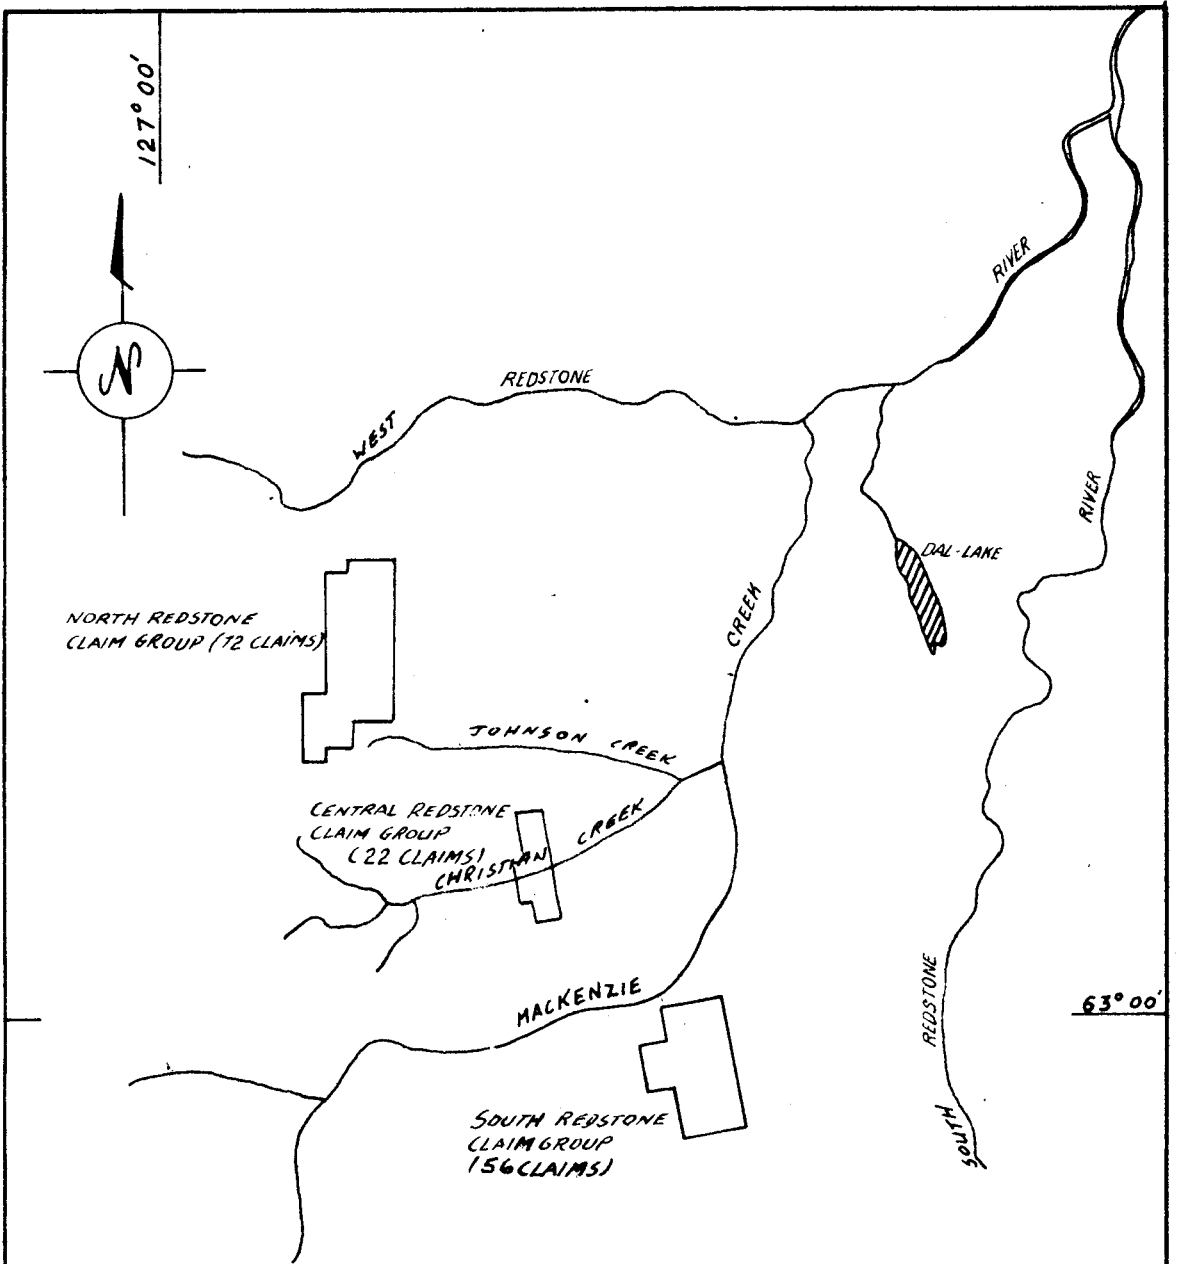 127°00'
N
RIVER
REDSTONE
WEST
RIVER
DAL-LAKE
CREEK
NORTH REDSTONE
CLAIM GROUP (72 CLAIMS)
JOHNSON CREEK
CENTRAL REDSTONE
CLAIM GROUP
(22 CLAIMS)
CHRISTIAN CREEK
MACKENZIE
REDSTONE
63°00'
SOUTH REDSTONE
CLAIM GROUP
(56 CLAIMS)
SOUTH